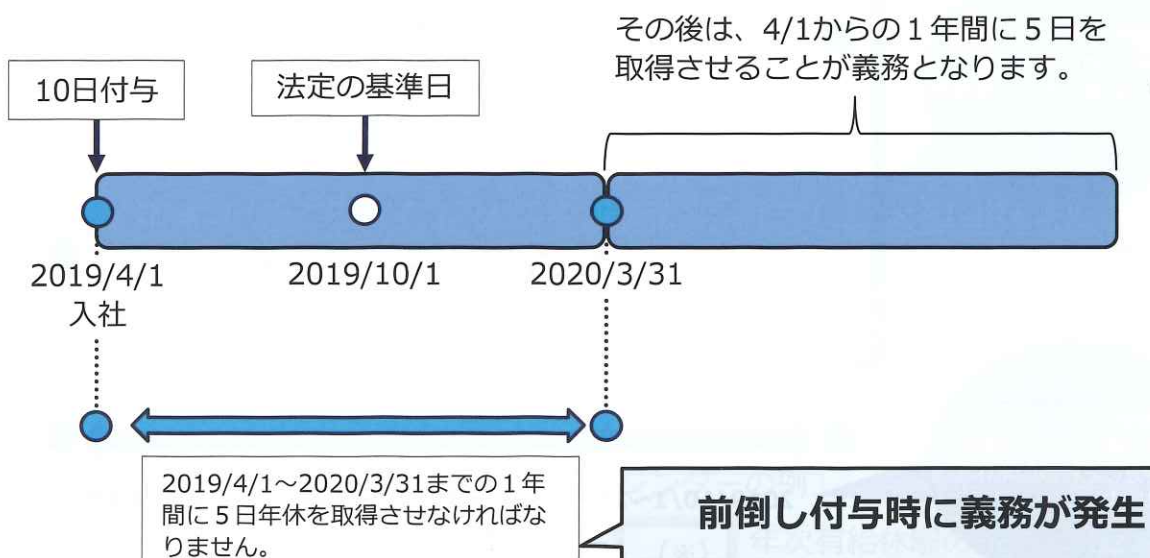 その後は、4/1からの１年間に５日を
取得させることが義務となります。
10日付与
法定の基準日
2019/4/1
入社
2019/10/1
2020/3/31
2019/4/1～2020/3/31までの１年
間に５日年休を取得させなければな
りません。
前倒し付与時に義務が発生